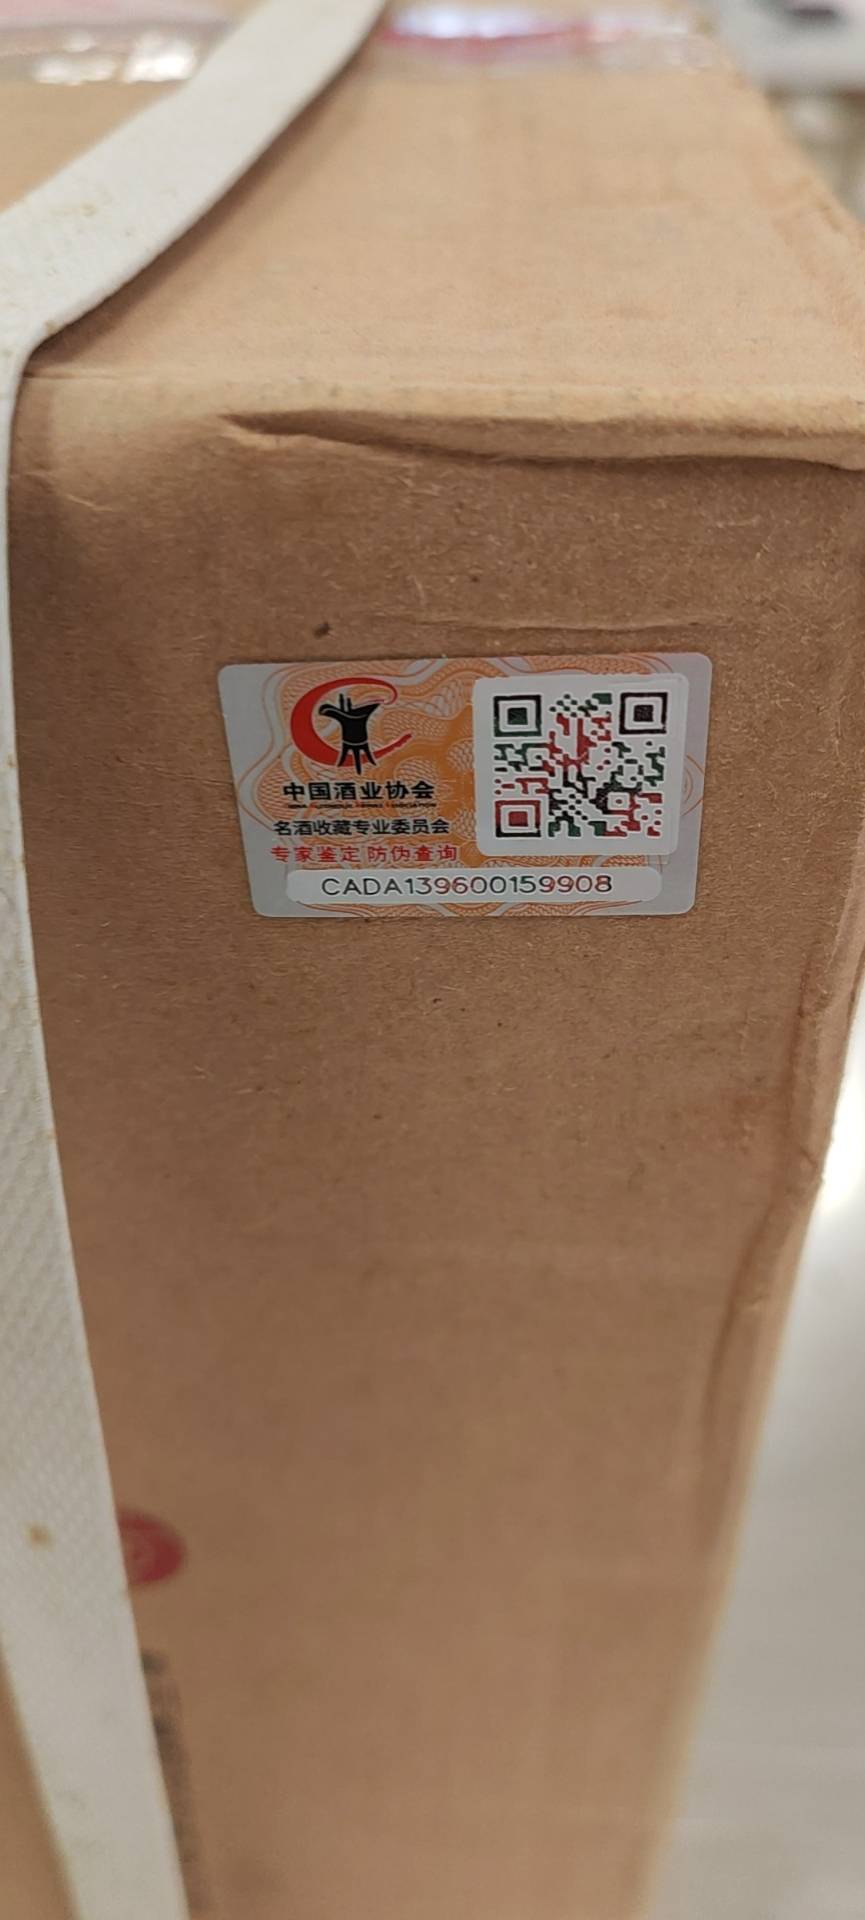 中国酒业协会
名酒收藏专业委员会
专家鉴定 防伪查询
CADA139600159908